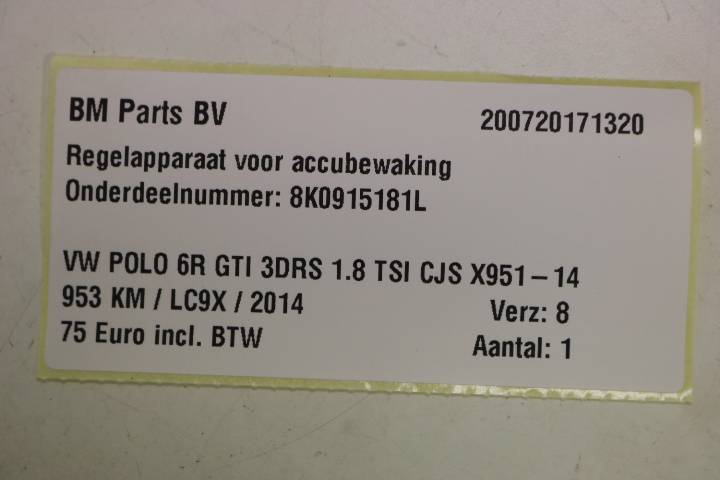 BM Parts BV 200720171320
Regelapparaat voor accubewaking
Onderdeelnummer: 8K0915181L
VW POLO 6R GTI 3DRS 1.8 TSI CJS X951-14
953 KM / LC9X / 2014 Verz: 8
75 Euro incl. BTW Aantal: 1